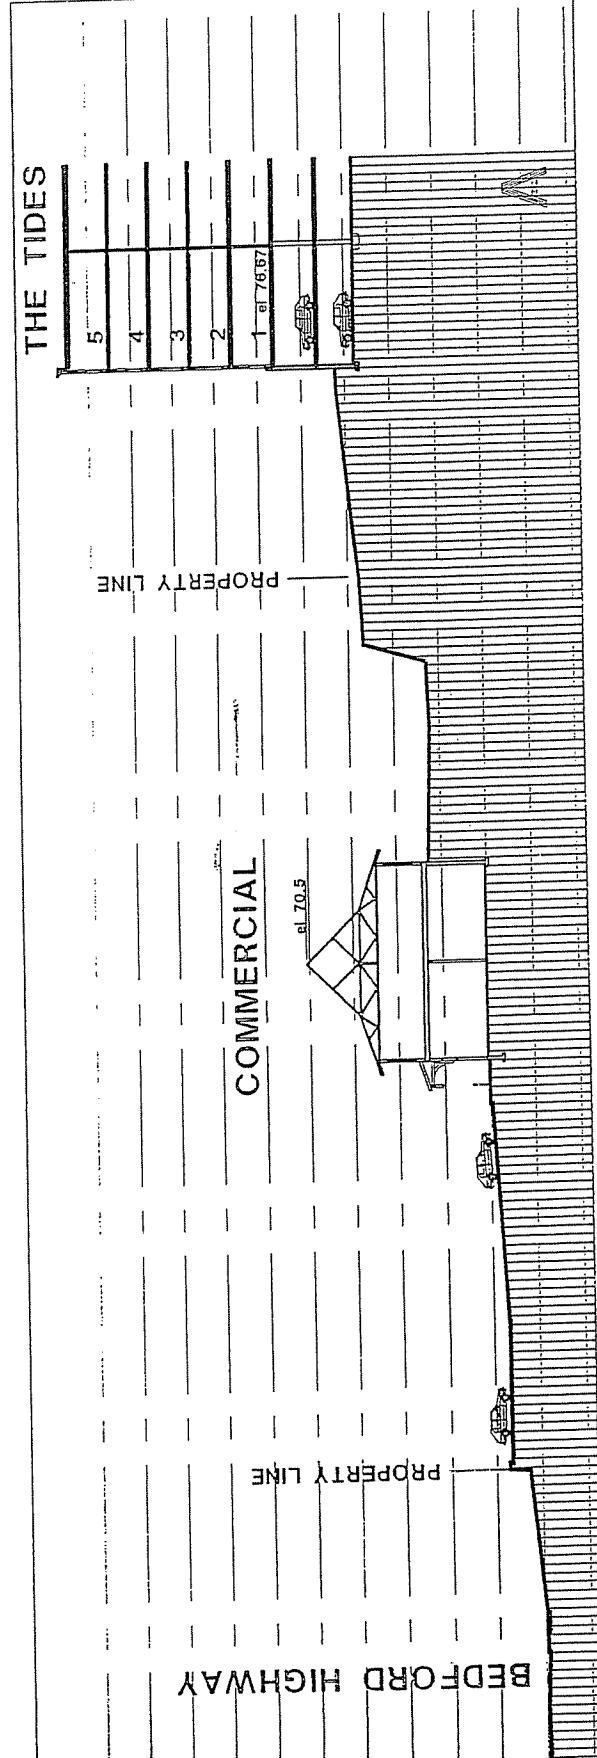 THE TIDES
5
4
3
2
1
el 76.67
PROPERTY LINE
COMMERCIAL
el 70.5
PROPERTY LINE
BEDFORD HIGHWAY